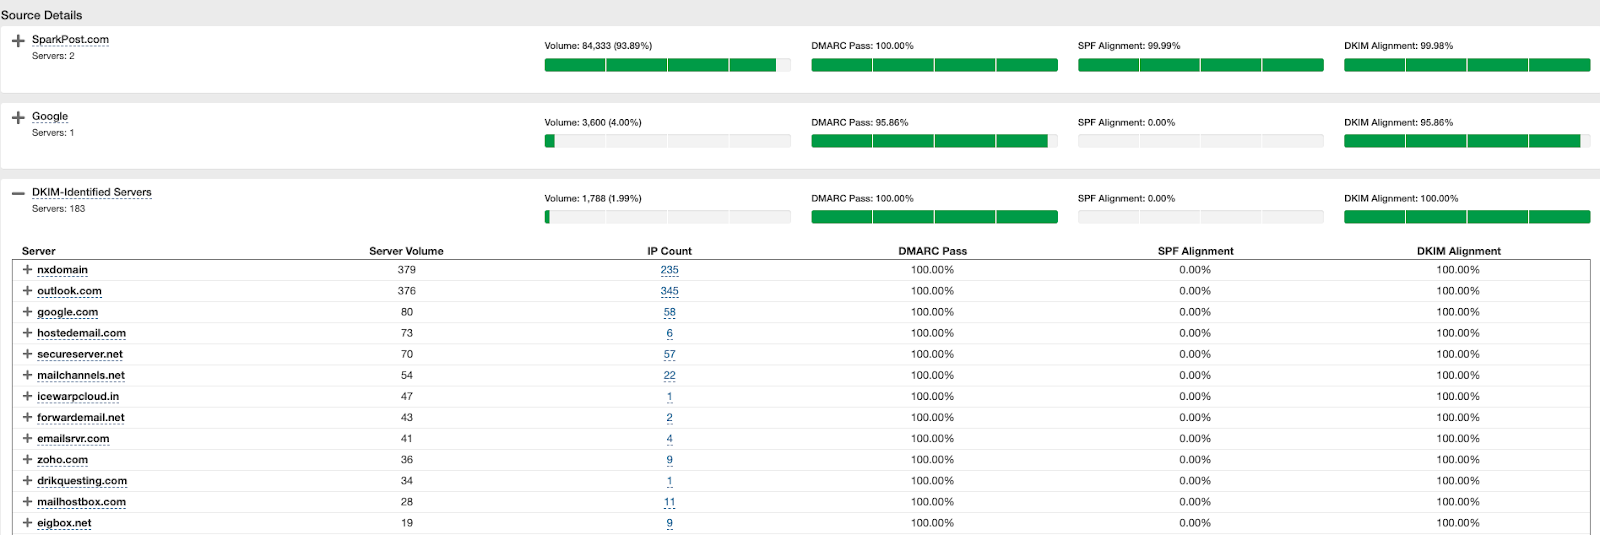 Source Details
SparkPost.com
Servers: 2
Volume: 84,333 (93.89%) DMARC Pass: 100.00% SPF Alignment: 99.99% DKIM Alignment: 99.98%
Google
Servers: 1
Volume: 3,600 (4.00%) DMARC Pass: 95.86% SPF Alignment: 0.00% DKIM Alignment: 95.86%
DKIM-Identified Servers
Servers: 183
Volume: 1,788 (1.99%) DMARC Pass: 100.00% SPF Alignment: 0.00% DKIM Alignment: 100.00%
Server Server Volume IP Count DMARC Pass SPF Alignment DKIM Alignment
nxdomain 379 235 100.00% 0.00% 100.00%
outlook.com 376 345 100.00% 0.00% 100.00%
google.com 80 58 100.00% 0.00% 100.00%
hostedemail.com 73 6 100.00% 0.00% 100.00%
secureserver.net 70 57 100.00% 0.00% 100.00%
mailchannels.net 54 22 100.00% 0.00% 100.00%
icewarpcloud.in 47 1 100.00% 0.00% 100.00%
forwardemail.net 43 2 100.00% 0.00% 100.00%
emailsrvr.com 41 4 100.00% 0.00% 100.00%
zoho.com 36 9 100.00% 0.00% 100.00%
drikquesting.com 34 1 100.00% 0.00% 100.00%
mailhostbox.com 28 11 100.00% 0.00% 100.00%
eigbox.net 19 9 100.00% 0.00% 100.00%